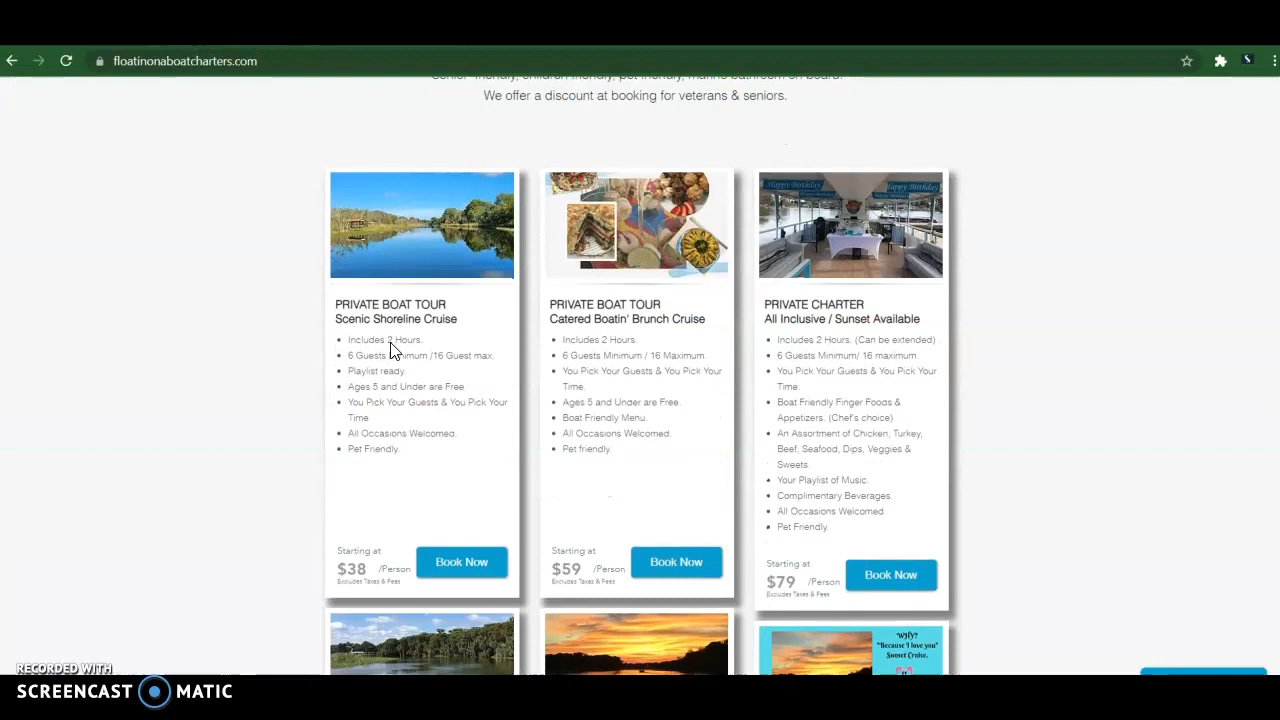 floatinonaboatcharters.com
Senior-friendly, children friendly, pet friendly, marine bathroom on board.
We offer a discount at booking for veterans & seniors.
PRIVATE BOAT TOUR
Scenic Shoreline Cruise
Includes 2 Hours.
6 Guests Minimum /16 Guest max.
Playlist ready.
Ages 5 and Under are Free.
You Pick Your Guests & You Pick Your
Time.
All Occasions Welcomed.
Pet Friendly.
Starting at
$38 /Person
Excludes Taxes & Fees
Book Now
PRIVATE BOAT TOUR
Catered Boatin' Brunch Cruise
Includes 2 Hours.
6 Guests Minimum / 16 Maximum.
You Pick Your Guests & You Pick Your
Time.
Ages 5 and Under are Free.
Boat Friendly Menu.
All Occasions Welcomed.
Pet friendly.
Starting at
$59 /Person
Excludes Taxes & Fees
Book Now
Happy Birthday
Happy Birthday
PRIVATE CHARTER
All Inclusive / Sunset Available
Includes 2 Hours. (Can be extended)
6 Guests Minimum/ 16 maximum.
You Pick Your Guests & You Pick Your
Time.
Boat Friendly Finger Foods &
Appetizers. (Chef's choice)
An Assortment of Chicken, Turkey,
Beef, Seafood, Dips, Veggies &
Sweets.
Your Playlist of Music.
Complimentary Beverages
All Occasions Welcomed
Pet Friendly.
Starting at
$79 /Person
Excludes Taxes & Fees
Book Now
WHY?
"Because I love you"
Sunset Cruise.
RECORDED WITH
SCREENCAST MATIC